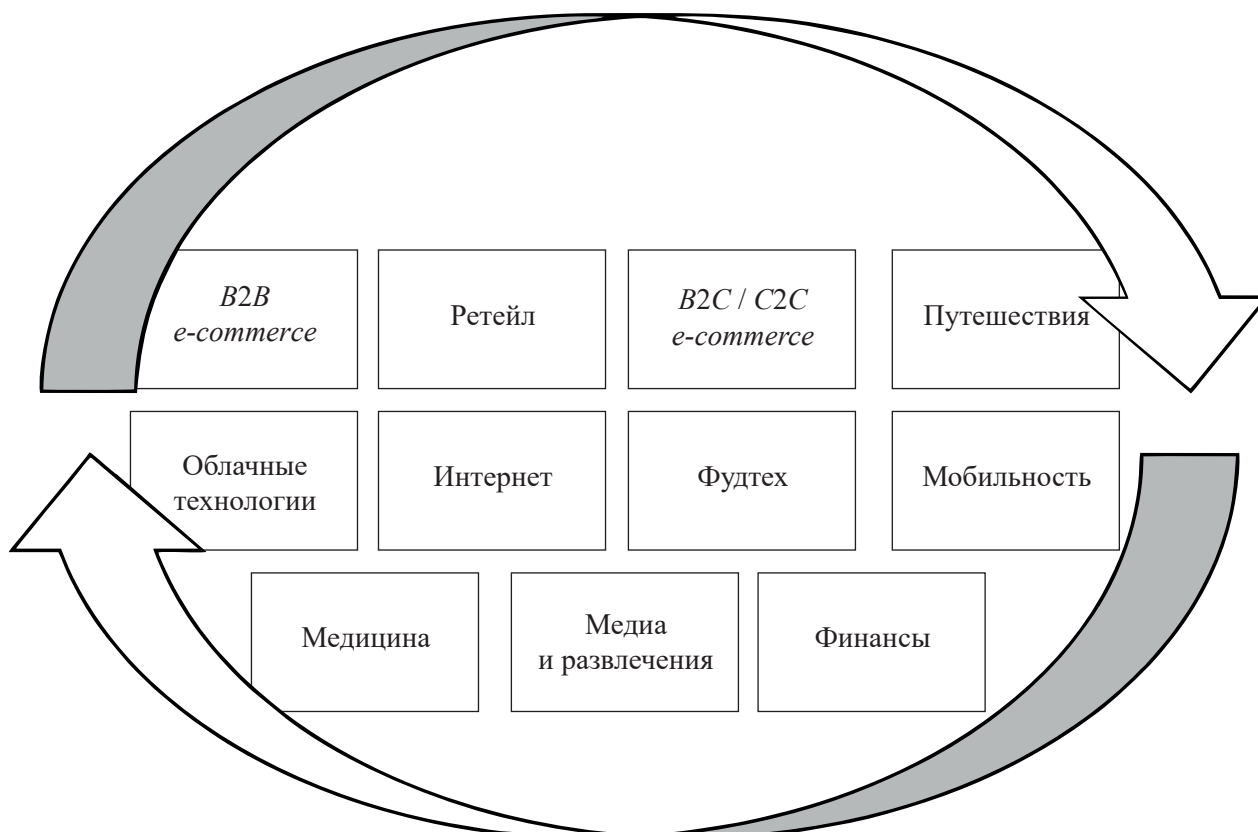 B2B
e-commerce
Ретейл
B2C / C2C
e-commerce
Путешествия
Облачные
технологии
Интернет
Фудтех
Мобильность
Медицина
Медиа
и развлечения
Финансы